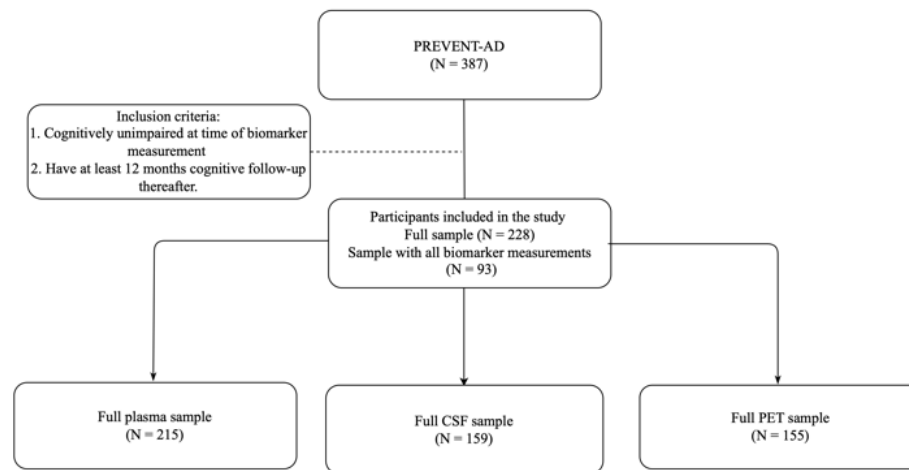 PREVENT-AD
(N = 387)
Inclusion criteria:
1. Cognitively unimpaired at time of biomarker
measurement
2. Have at least 12 months cognitive follow-up
thereafter.
Participants included in the study
Full sample (N = 228)
Sample with all biomarker measurements
(N = 93)
Full plasma sample
(N = 215)
Full CSF sample
(N = 159)
Full PET sample
(N = 155)